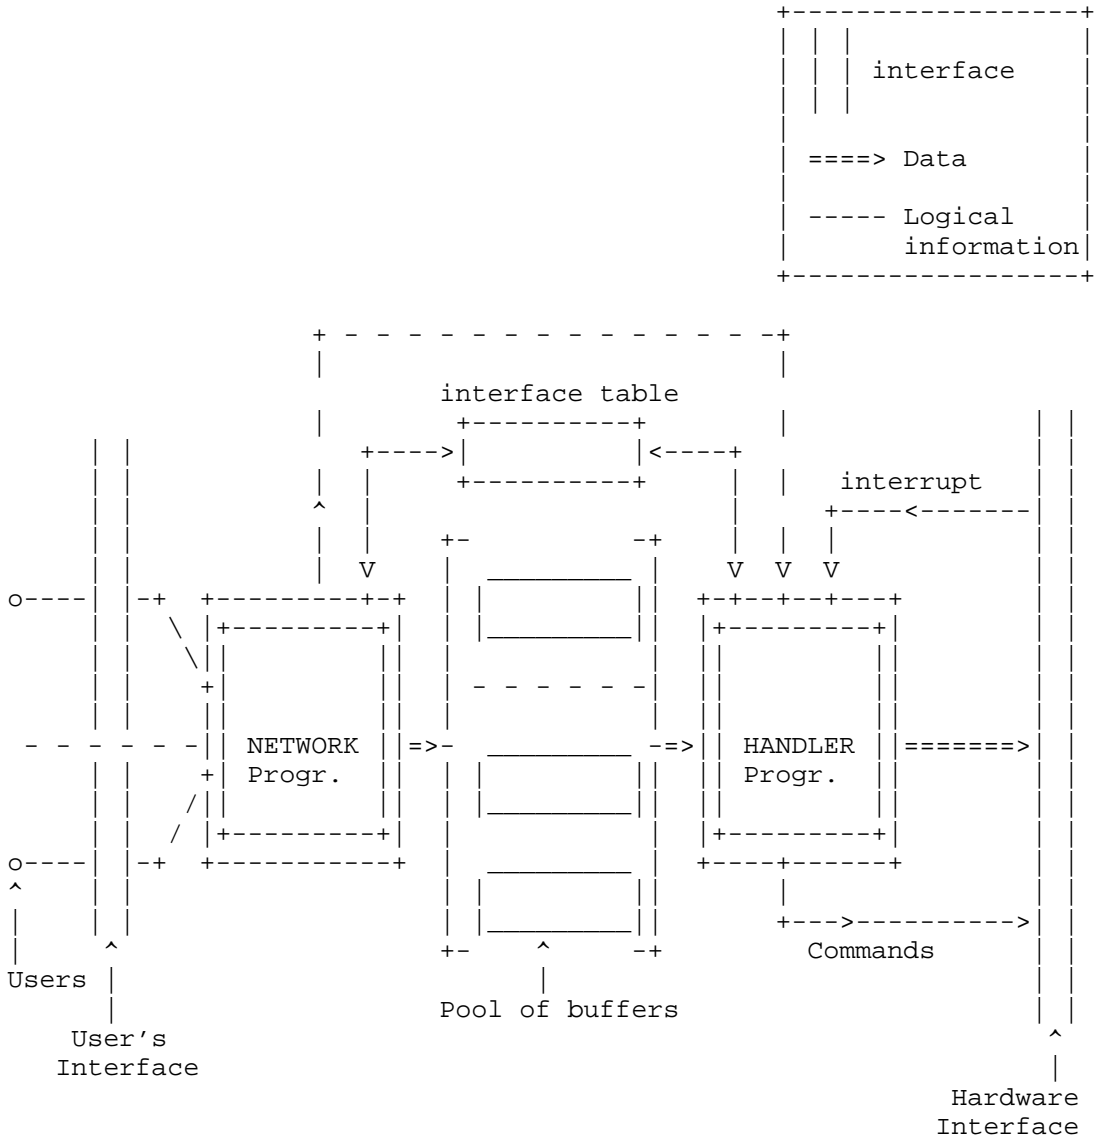 interface
====> Data
----- Logical
information
interface table
interrupt
NETWORK
Progr.
HANDLER
Progr.
Commands
Users
Pool of buffers
User's
Interface
Hardware
Interface